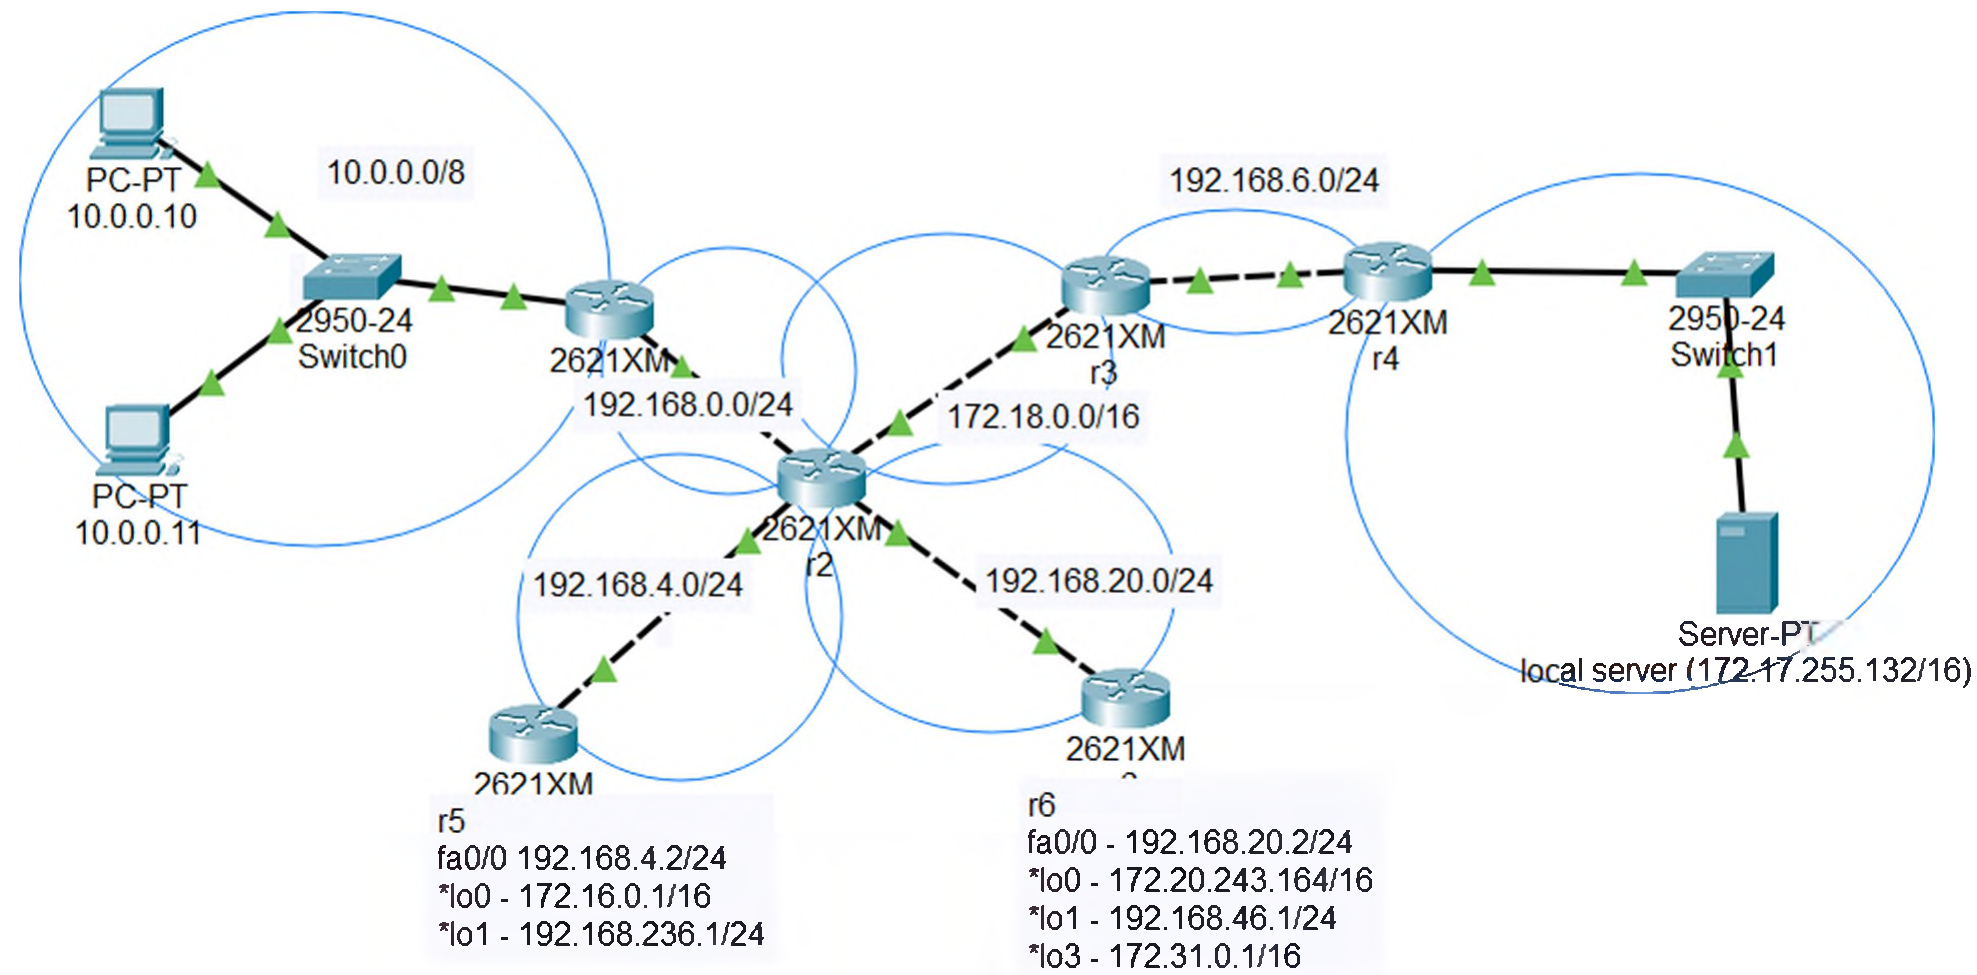 PC-PT
10.0.0.10
10.0.0.0/8
2950-24
Switch0
PC-PT
10.0.0.11
2621XM
192.168.0.0/24
2621XM
r2
172.18.0.0/16
2621XM
r3
192.168.6.0/24
2621XM
r4
2950-24
Switch1
Server-PT
local server (172.17.255.132/16)
192.168.4.0/24
192.168.20.0/24
2621XM
r5
fa0/0 192.168.4.2/24
*lo0 - 172.16.0.1/16
*lo1 - 192.168.236.1/24
2621XM
r6
fa0/0 - 192.168.20.2/24
*lo0 - 172.20.243.164/16
*lo1 - 192.168.46.1/24
*lo3 - 172.31.0.1/16